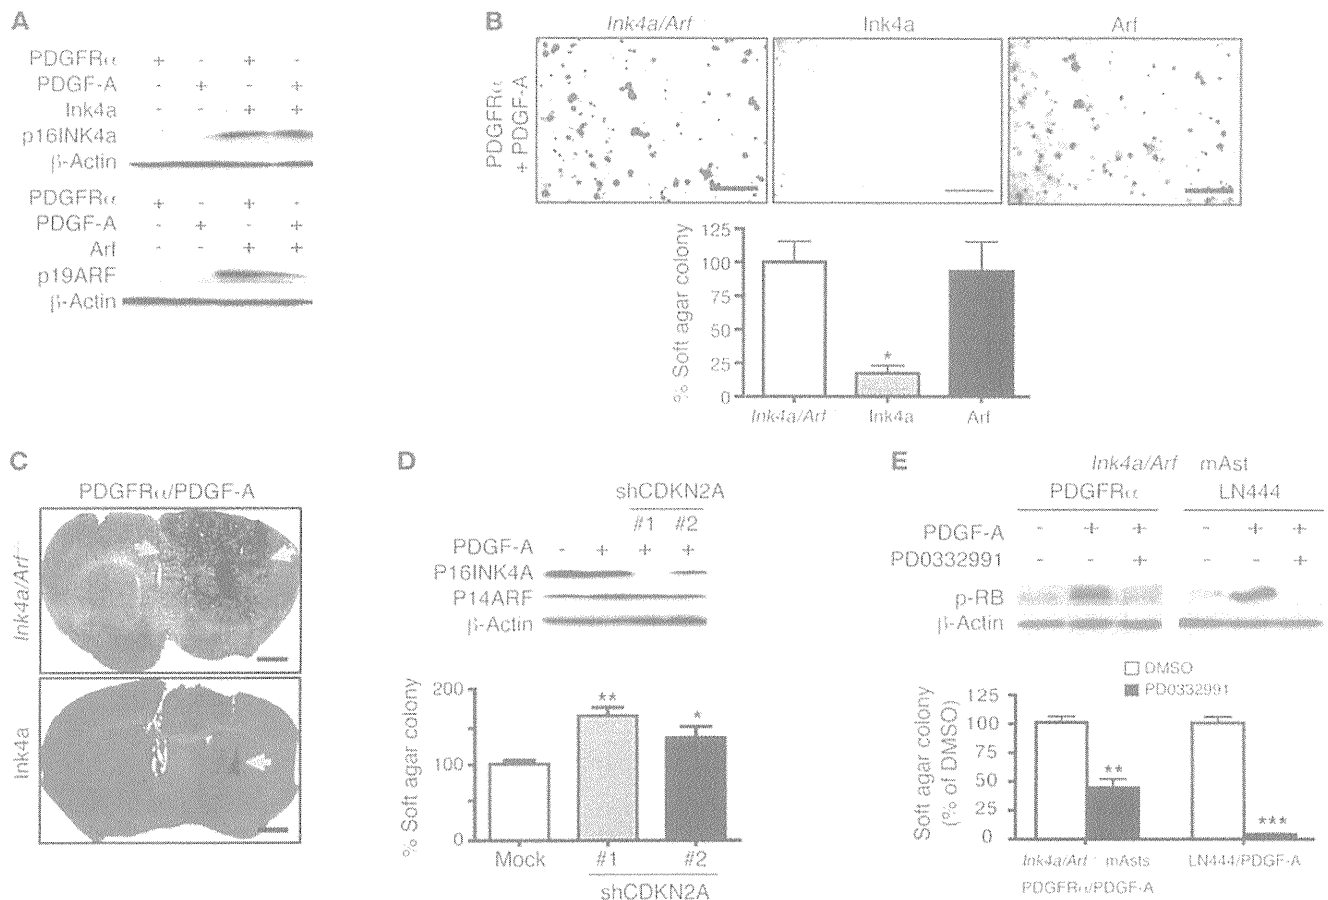 A
PDGFRα + - + -
PDGF-A - + - +
Ink4a - - + +
p16INK4a
β-Actin
PDGFRα + - + -
PDGF-A - + - +
Arf - - + +
p19ARF
β-Actin
B
Ink4a/Arf Ink4a Arf
PDGFRα
+ PDGF-A
% Soft agar colony
125
100
75
50
25
0
*
Ink4a/Arf Ink4a Arf
C
PDGFRα/PDGF-A
Ink4a/Arf
Ink4a
D
shCDKN2A
#1 #2
PDGF-A - + + +
P16INK4A
P14ARF
β-Actin
% Soft agar colony
200
100
0
** *
Mock #1 #2
shCDKN2A
E
Ink4a/Arf mAst
PDGFRα LN444
PDGF-A - + + - + +
PD0332991 - - + - - +
p-RB
β-Actin
DMSO
PD0332991
Soft agar colony
(% of DMSO)
125
100
75
50
25
0
** ***
Ink4a/Arf mAsts LN444/PDGF-A
PDGFRα/PDGF-A